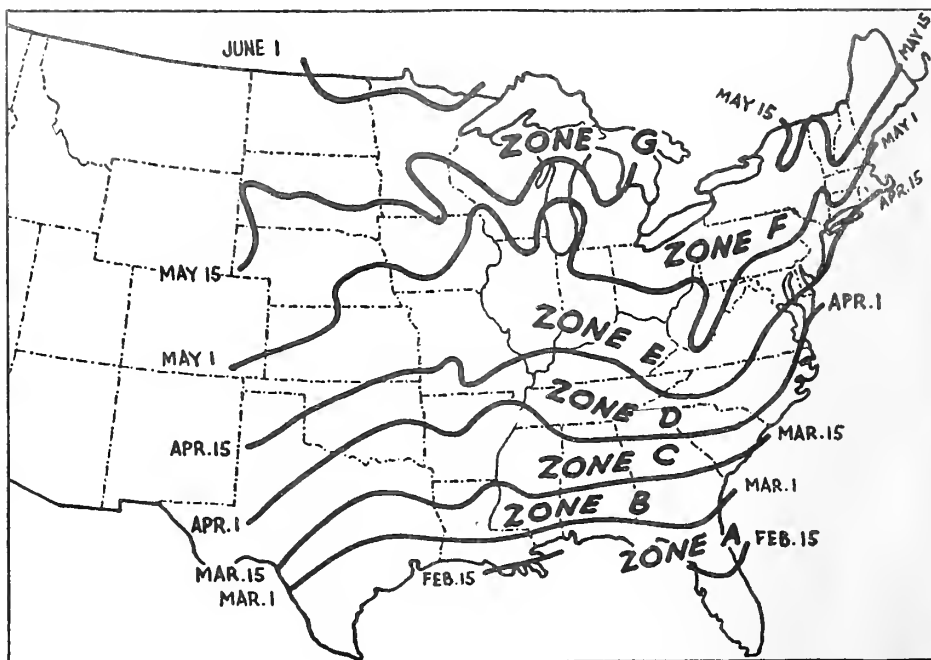 JUNE 1
MAY 15
MAY 15
ZONE G
MAY 1
APR. 15
ZONE F
MAY 15
APR. 1
ZONE E
MAY 1
ZONE D
APR. 15
MAR. 15
ZONE C
MAR. 1
ZONE B
APR. 1
ZONE A
FEB. 15
MAR. 15
FEB. 15
MAR. 1